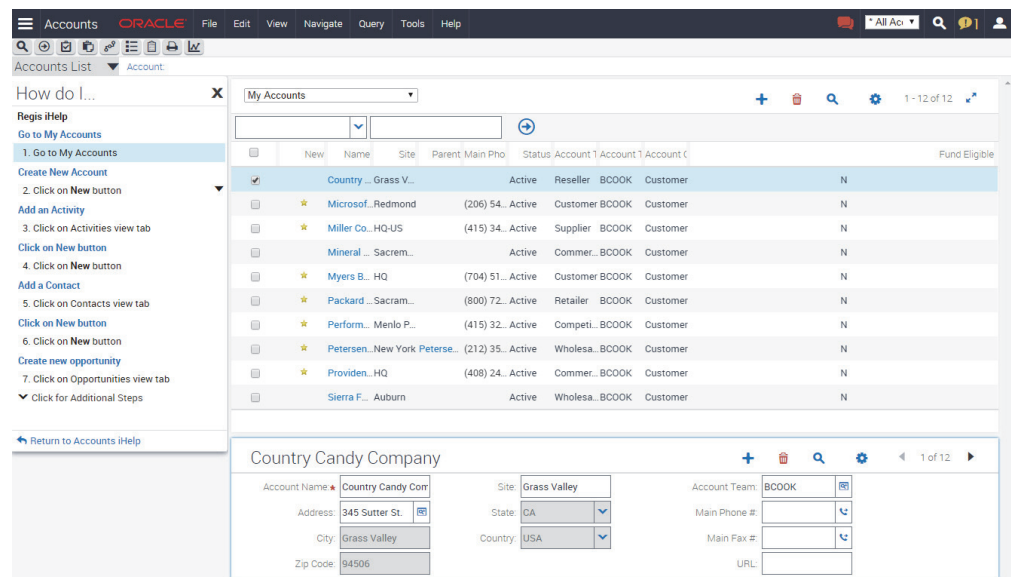 Accounts ORACLE File Edit View Navigate Query Tools Help * All Ac 1
Accounts List Account:
How do I... X
Regis iHelp
Go to My Accounts
1. Go to My Accounts
Create New Account
2. Click on New button
Add an Activity
3. Click on Activities view tab
Click on New button
4. Click on New button
Add a Contact
5. Click on Contacts view tab
Click on New button
6. Click on New button
Create new opportunity
7. Click on Opportunities view tab
Click for Additional Steps
Return to Accounts iHelp
My Accounts 1 - 12 of 12
New Name Site Parent Main Pho Status Account T Account T Account C Fund Eligible
Country ... Grass V... Active Reseller BCOOK Customer N
Microsof... Redmond (206) 54... Active Customer BCOOK Customer N
Miller Co... HQ-US (415) 34... Active Supplier BCOOK Customer N
Mineral ... Sacrem... Active Commer... BCOOK Customer N
Myers B... HQ (704) 51... Active Customer BCOOK Customer N
Packard ... Sacram... (800) 72... Active Retailer BCOOK Customer N
Perform... Menlo P... (415) 32... Active Competi... BCOOK Customer N
Petersen... New York Peterse... (212) 35... Active Wholesa... BCOOK Customer N
Providen... HQ (408) 24... Active Commer... BCOOK Customer N
Sierra F... Auburn Active Wholesa... BCOOK Customer N
Country Candy Company 1 of 12
Account Name: Country Candy Com Site: Grass Valley Account Team: BCOOK
Address: 345 Sutter St. State: CA Main Phone #:
City: Grass Valley Country: USA Main Fax #:
Zip Code: 94506 URL: